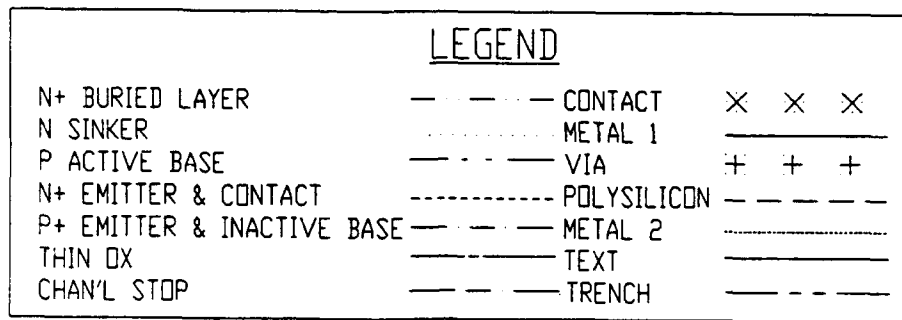 LEGEND
N+ BURIED LAYER CONTACT
N SINKER METAL 1
P ACTIVE BASE VIA
N+ EMITTER & CONTACT POLYSILICON
P+ EMITTER & INACTIVE BASE METAL 2
THIN OX TEXT
CHAN'L STOP TRENCH